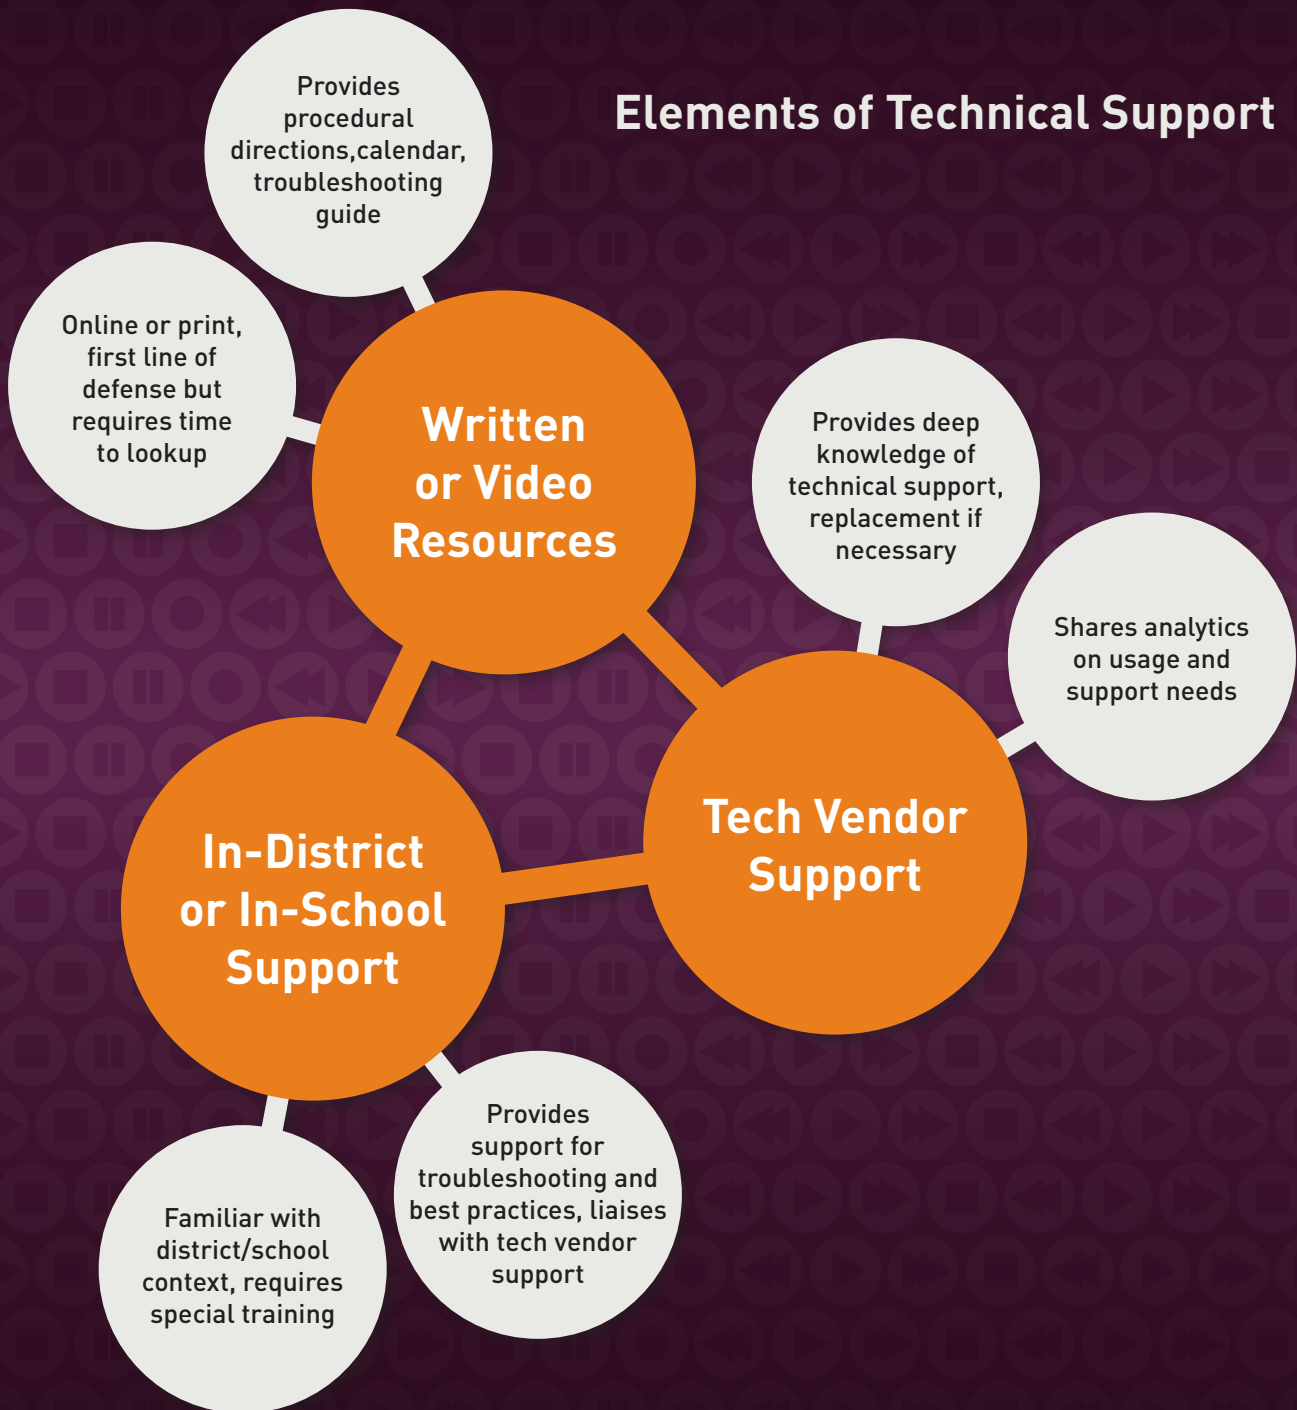 Elements of Technical Support
Provides
procedural
directions,calendar,
troubleshooting
guide
Online or print,
first line of
defense but
requires time
to lookup
Written
or Video
Resources
Provides deep
knowledge of
technical support,
replacement if
necessary
Shares analytics
on usage and
support needs
Tech Vendor
Support
In-District
or In-School
Support
Provides
support for
troubleshooting and
best practices, liaises
with tech vendor
support
Familiar with
district/school
context, requires
special training